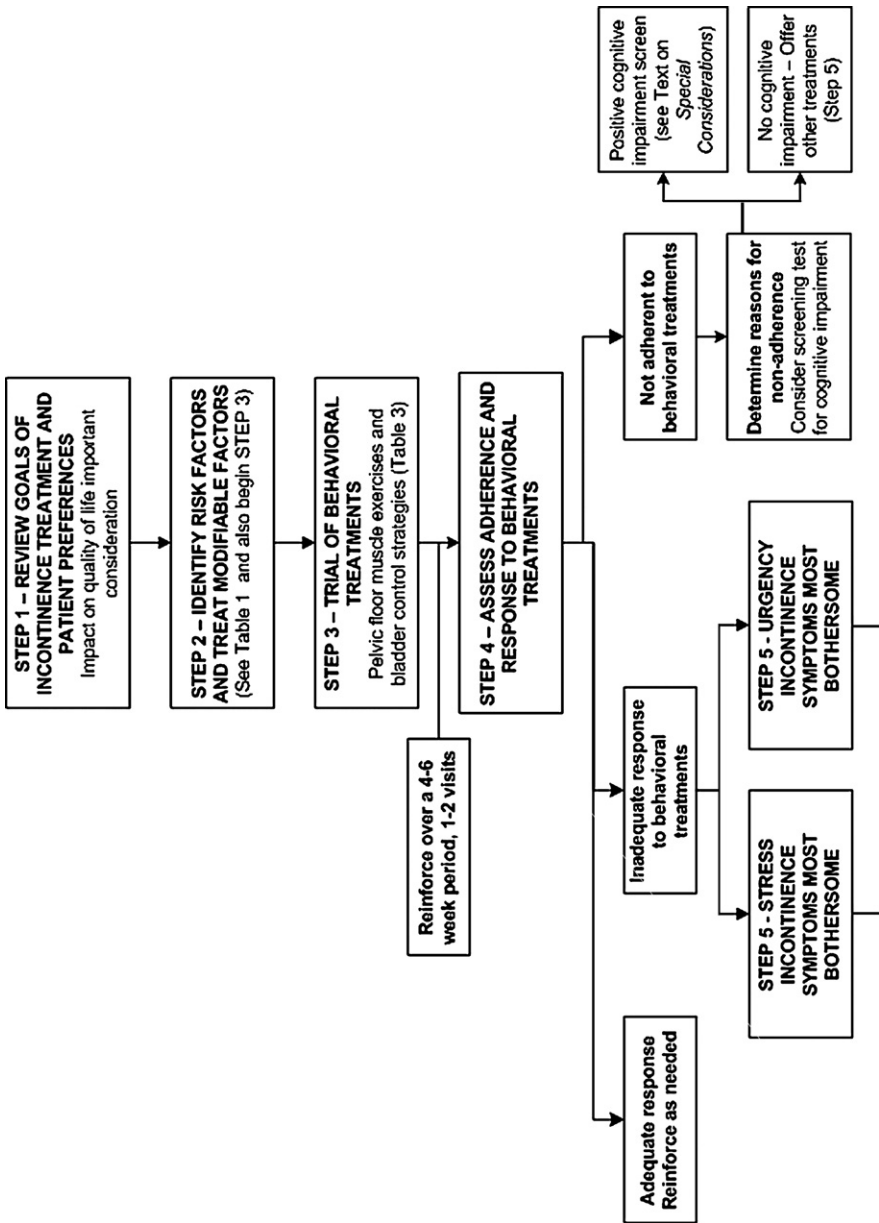 STEP 1 – REVIEW GOALS OF
INCONTINENCE TREATMENT AND
PATIENT PREFERENCES
Impact on quality of life important
consideration
STEP 2 – IDENTIFY RISK FACTORS
AND TREAT MODIFIABLE FACTORS
(See Table 1 and also begin STEP 3)
STEP 3 – TRIAL OF BEHAVIORAL
TREATMENTS
Pelvic floor muscle exercises and
bladder control strategies (Table 3)
Reinforce over a 4-6
week period, 1-2 visits
STEP 4 – ASSESS ADHERENCE AND
RESPONSE TO BEHAVIORAL
TREATMENTS
Adequate response
Reinforce as needed
Inadequate response
to behavioral
treatments
Not adherent to
behavioral treatments
Determine reasons for
non-adherence
Consider screening test
for cognitive impairment
Positive cognitive
impairment screen
(see Text on
Special
Considerations)
No cognitive
impairment – Offer
other treatments
(Step 5)
STEP 5 - STRESS
INCONTINENCE
SYMPTOMS MOST
BOTHERSOME
STEP 5 - URGENCY
INCONTINENCE
SYMPTOMS MOST
BOTHERSOME